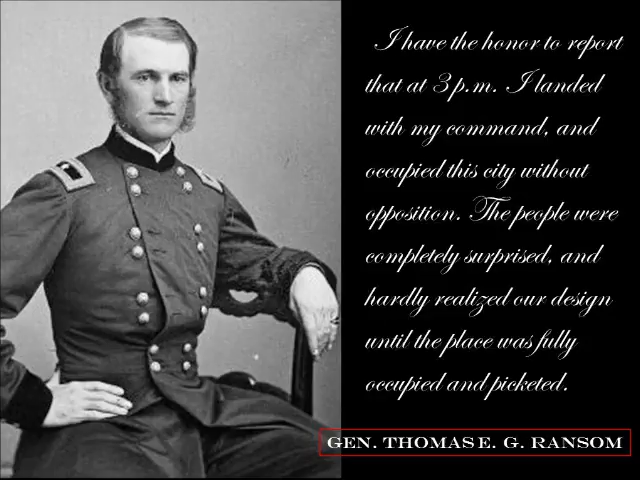 I have the honor to report
that at 3 p.m. I landed
with my command, and
occupied this city without
opposition. The people were
completely surprised, and
hardly realized our design
until the place was fully
occupied and picketed.
GEN. THOMAS E. G. RANSOM